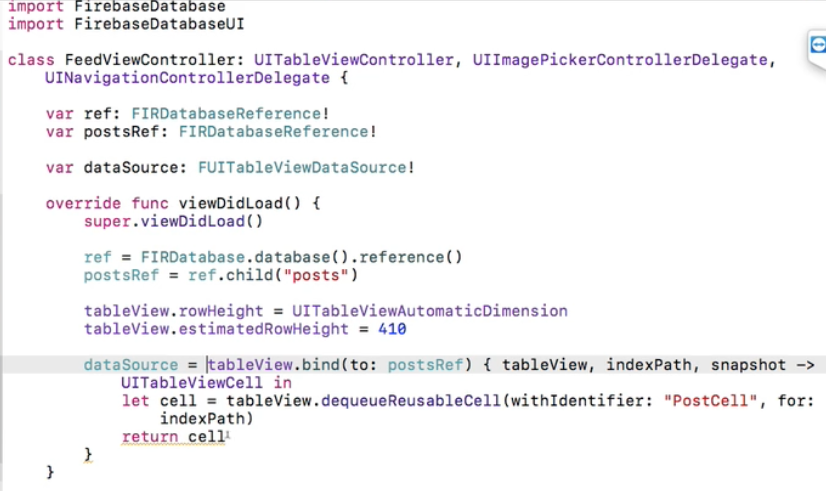 import FirebaseDatabase
import FirebaseDatabaseUI
class FeedViewController: UITableViewController, UIImagePickerControllerDelegate,
UINavigationControllerDelegate {
var ref: FIRDatabaseReference!
var postsRef: FIRDatabaseReference!
var dataSource: FUITableViewDataSource!
override func viewDidLoad() {
super.viewDidLoad()
ref = FIRDatabase.database().reference()
postsRef = ref.child("posts")
tableView.rowHeight = UITableViewAutomaticDimension
tableView.estimatedRowHeight = 410
dataSource = tableView.bind(to: postsRef) { tableView, indexPath, snapshot ->
UITableViewCell in
let cell = tableView.dequeueReusableCell(withIdentifier: "PostCell", for:
indexPath)
return cell
}
}